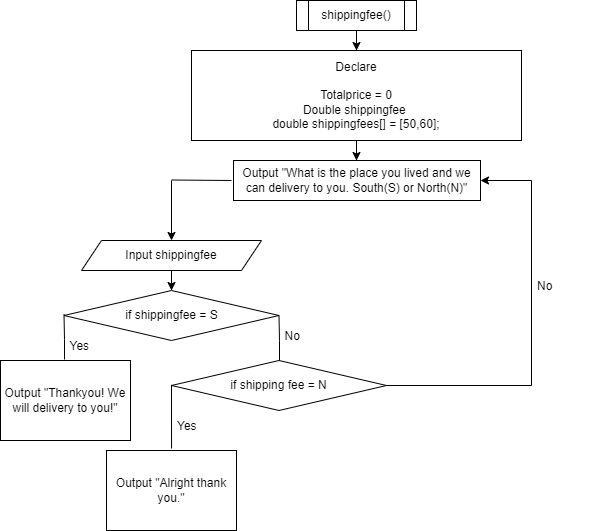 shippingfee()
Declare
Totalprice = 0
Double shippingfee
double shippingfees[] = [50,60];
Output "What is the place you lived and we
can delivery to you. South(S) or North(N)"
Input shippingfee
No
if shippingfee = S
No
Yes
if shipping fee = N
Output "Thankyou! We
will delivery to you!"
Yes
Output "Alright thank
you."